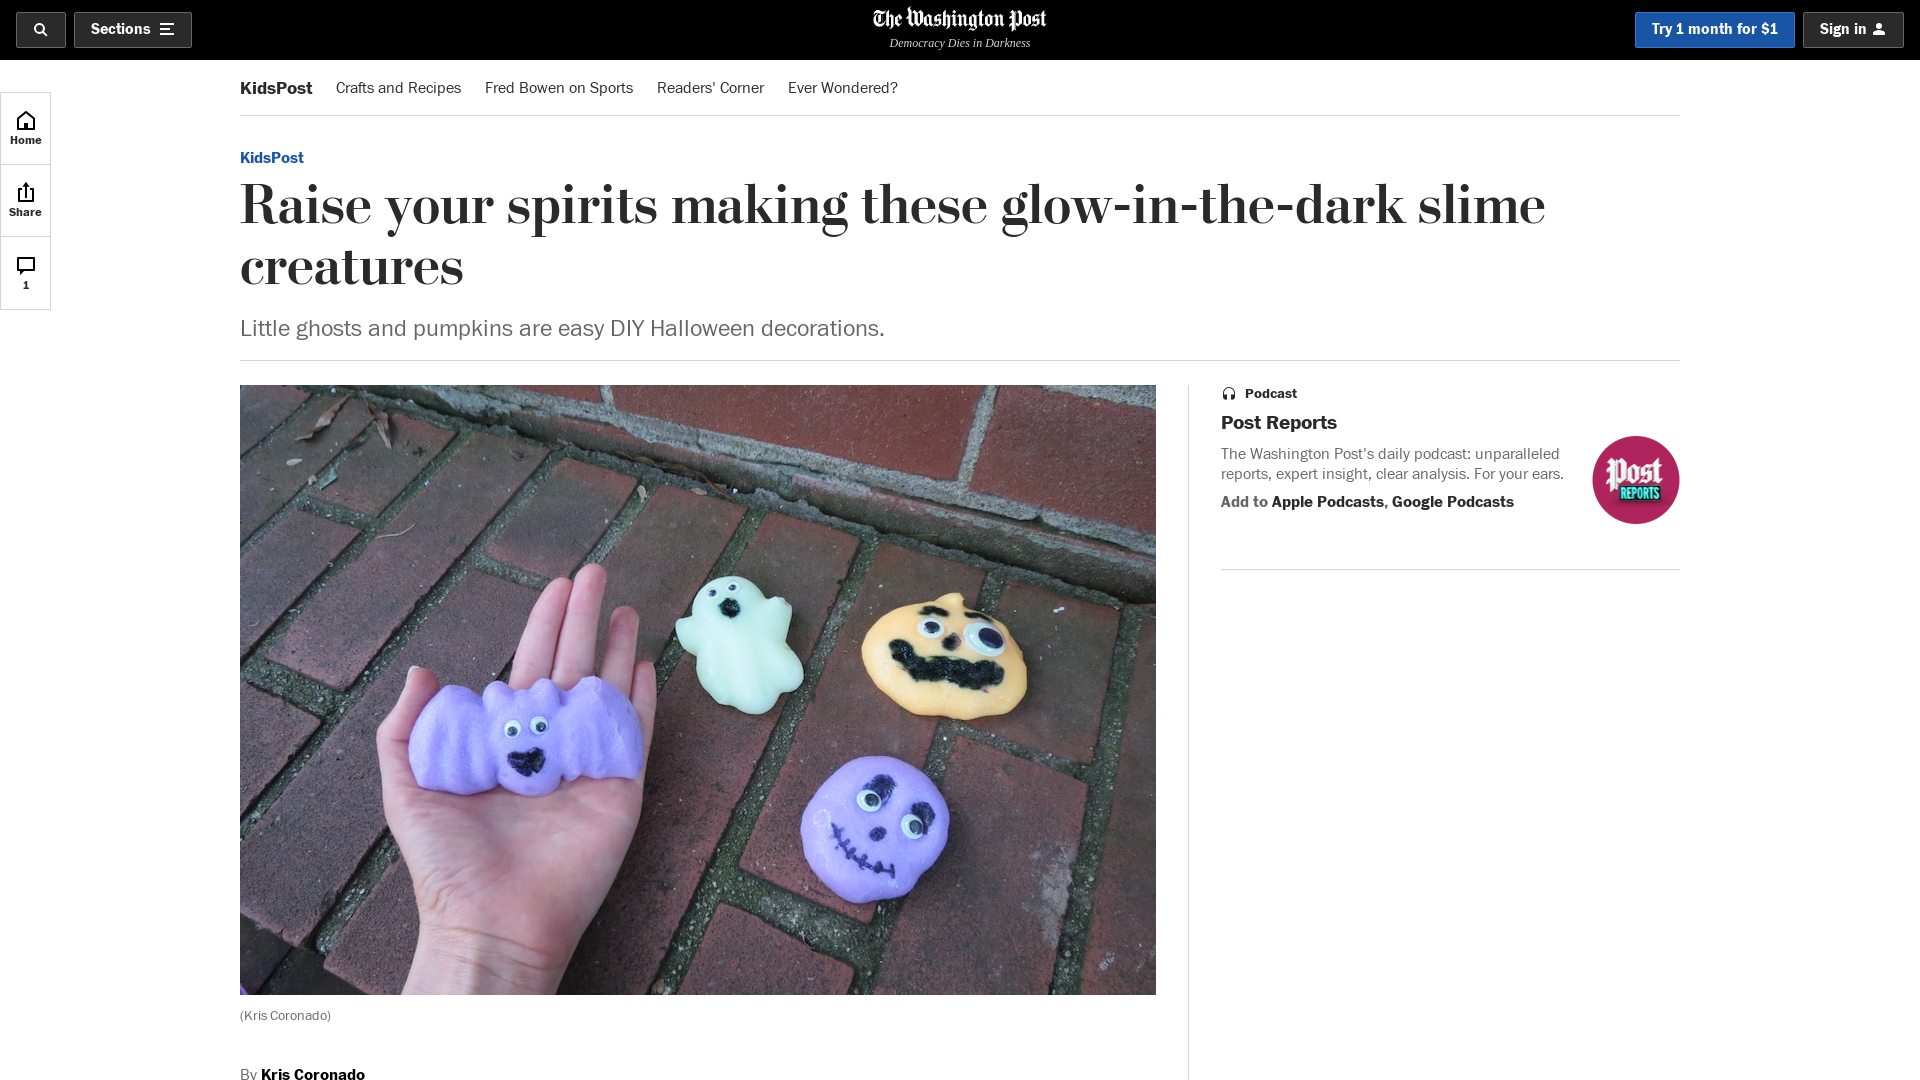 Sections
The Washington Post
Democracy Dies in Darkness
Try 1 month for $1
Sign in
Home
Share
1
KidsPost
Crafts and Recipes
Fred Bowen on Sports
Readers' Corner
Ever Wondered?
KidsPost
Raise your spirits making these glow-in-the-dark slime
creatures
Little ghosts and pumpkins are easy DIY Halloween decorations.
(Kris Coronado)
By Kris Coronado
Podcast
Post Reports
The Washington Post's daily podcast: unparalleled
reports, expert insight, clear analysis. For your ears.
Add to Apple Podcasts, Google Podcasts
Post
REPORTS